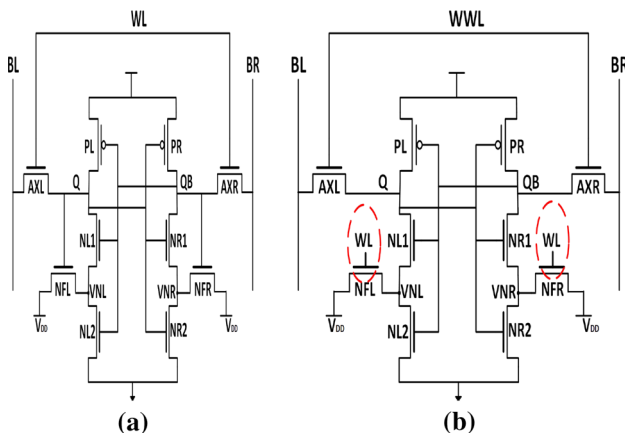 WL
BL
BR
PL
PR
Q
QB
AXL
AXR
NL1
NR1
NFL
VNL
VNR
NFR
VDD
VDD
NL2
NR2
(a)
WWL
BL
BR
PL
PR
Q
QB
AXL
AXR
WL
NL1
NR1
WL
NFL
VNL
VNR
NFR
VDD
VDD
NL2
NR2
(b)